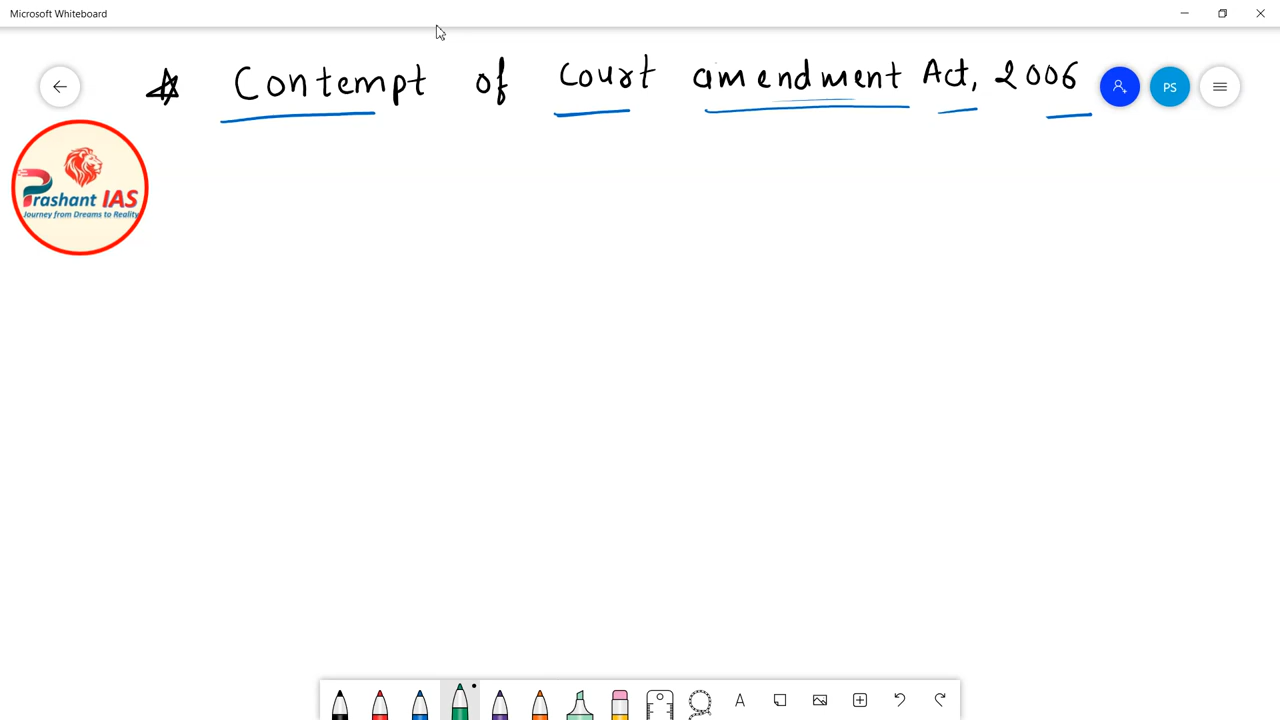 Microsoft Whiteboard
Contempt of Court amendment Act, 2006
PS
Prashant IAS
Journey from Dreams to Reality
A